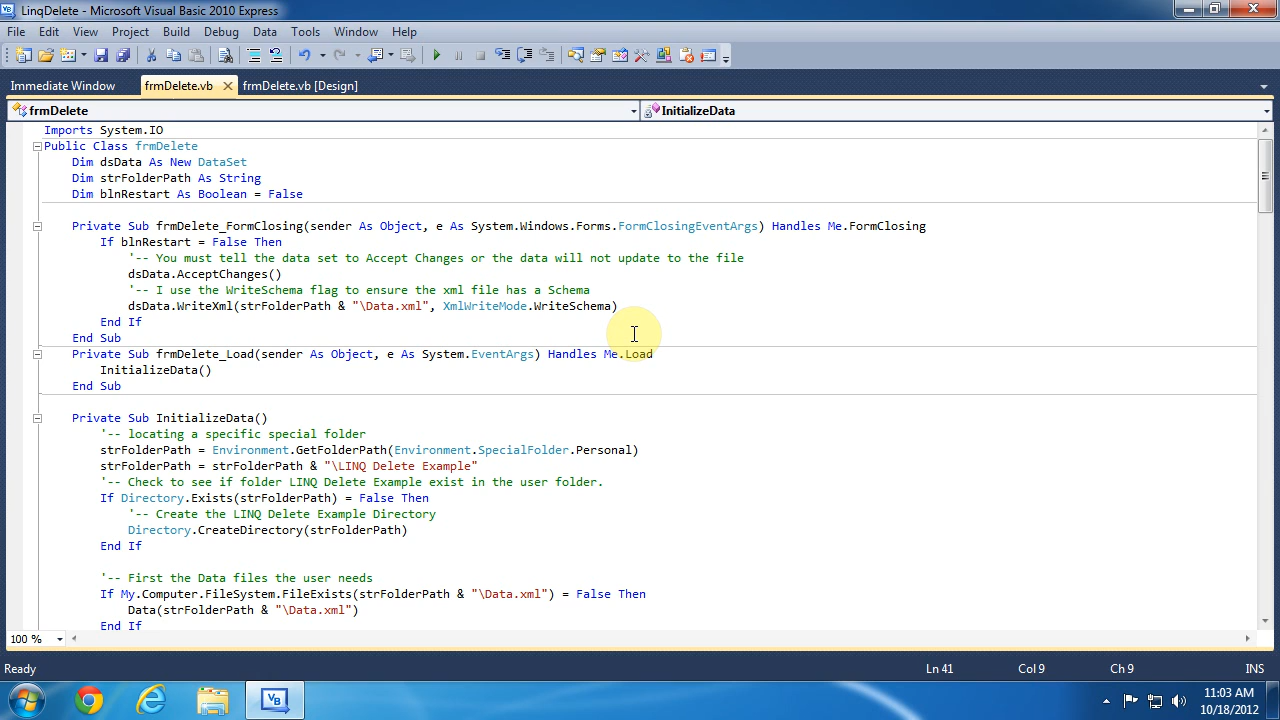 LinqDelete - Microsoft Visual Basic 2010 Express
File Edit View Project Build Debug Data Tools Window Help
Immediate Window frmDelete.vb frmDelete.vb [Design]
frmDelete InitializeData
Imports System.IO
Public Class frmDelete
Dim dsData As New DataSet
Dim strFolderPath As String
Dim blnRestart As Boolean = False
Private Sub frmDelete_FormClosing(sender As Object, e As System.Windows.Forms.FormClosingEventArgs) Handles Me.FormClosing
If blnRestart = False Then
'-- You must tell the data set to Accept Changes or the data will not update to the file
dsData.AcceptChanges()
'-- I use the WriteSchema flag to ensure the xml file has a Schema
dsData.WriteXml(strFolderPath & "\Data.xml", XmlWriteMode.WriteSchema)
End If
End Sub
Private Sub frmDelete_Load(sender As Object, e As System.EventArgs) Handles Me.Load
InitializeData()
End Sub
Private Sub InitializeData()
'-- locating a specific special folder
strFolderPath = Environment.GetFolderPath(Environment.SpecialFolder.Personal)
strFolderPath = strFolderPath & "\LINQ Delete Example"
'-- Check to see if folder LINQ Delete Example exist in the user folder.
If Directory.Exists(strFolderPath) = False Then
'-- Create the LINQ Delete Example Directory
Directory.CreateDirectory(strFolderPath)
End If
'-- First the Data files the user needs
If My.Computer.FileSystem.FileExists(strFolderPath & "\Data.xml") = False Then
Data(strFolderPath & "\Data.xml")
End If
100 %
Ready Ln 41 Col 9 Ch 9 INS
VB 11:03 AM
10/18/2012